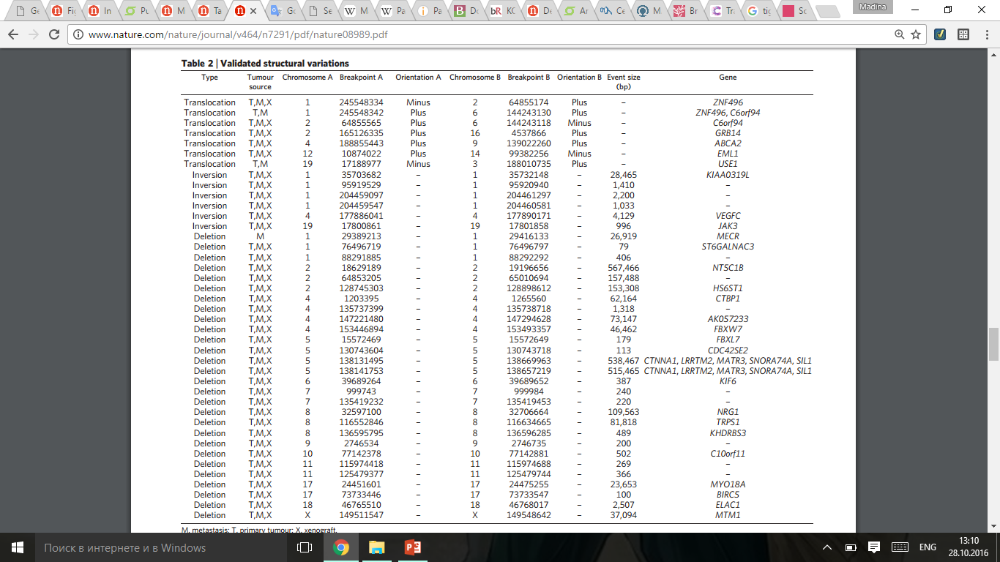 Ge Fig In Pu M Ta Go Se M Pa Pa Do KC De Ar Ce M Br Tra tig Sc Madina
www.nature.com/nature/journal/v464/n7291/pdf/nature08989.pdf
Table 2 | Validated structural variations
Type Tumour source Chromosome A Breakpoint A Orientation A Chromosome B Breakpoint B Orientation B Event size (bp) Gene
Translocation T,M,X 1 245548334 Minus 2 64855174 Plus – ZNF496
Translocation T,M 1 245548342 Plus 6 144243130 Plus – ZNF496, C6orf94
Translocation T,M,X 2 64855565 Plus 6 144243118 Minus – C6orf94
Translocation T,M,X 2 165126335 Plus 16 4537866 Plus – GRB14
Translocation T,M,X 4 188855443 Plus 9 139022260 Plus – ABCA2
Translocation T,M,X 12 10874022 Plus 14 99382256 Minus – EML1
Translocation T,M 19 17188977 Minus 3 188010735 Plus – USE1
Inversion T,M,X 1 35703682 – 1 35732148 – 28,465 KIAA0319L
Inversion T,M,X 1 95919529 – 1 95920940 – 1,410 –
Inversion T,M,X 1 204459097 – 1 204461297 – 2,200 –
Inversion T,M,X 1 204459547 – 1 204460581 – 1,033 –
Inversion T,M,X 4 177886041 – 4 177890171 – 4,129 VEGFC
Inversion T,M,X 19 17800861 – 19 17801858 – 996 JAK3
Deletion M 1 29389213 – 1 29416133 – 26,919 MECR
Deletion T,M,X 1 76496719 – 1 76496797 – 79 ST6GALNAC3
Deletion T,M,X 1 88291885 – 1 88292292 – 406 –
Deletion T,M,X 2 18629189 – 2 19196656 – 567,466 NT5C1B
Deletion T,M,X 2 64853205 – 2 65010694 – 157,488 –
Deletion T,M,X 2 128745303 – 2 128898612 – 153,308 HS6ST1
Deletion T,M,X 4 1203395 – 4 1265560 – 62,164 CTBP1
Deletion T,M,X 4 135737399 – 4 135738718 – 1,318 –
Deletion T,M,X 4 147221480 – 4 147294628 – 73,147 AK057233
Deletion T,M,X 4 153446894 – 4 153493357 – 46,462 FBXW7
Deletion T,M,X 5 15572469 – 5 15572649 – 179 FBXL7
Deletion T,M,X 5 130743604 – 5 130743718 – 113 CDC42SE2
Deletion T,M,X 5 138131495 – 5 138669963 – 538,467 CTNNA1, LRRTM2, MATR3, SNORA74A, SIL1
Deletion T,M,X 5 138141753 – 5 138657219 – 515,465 CTNNA1, LRRTM2, MATR3, SNORA74A, SIL1
Deletion T,M,X 6 39689264 – 6 39689652 – 387 KIF6
Deletion T,M,X 7 999743 – 7 999984 – 240 –
Deletion T,M,X 7 135419232 – 7 135419453 – 220 –
Deletion T,M,X 8 32597100 – 8 32706664 – 109,563 NRG1
Deletion T,M,X 8 116552846 – 8 116634665 – 81,818 TRPS1
Deletion T,M,X 8 136595795 – 8 136596285 – 489 KHDRBS3
Deletion T,M,X 9 2746534 – 9 2746735 – 200 –
Deletion T,M,X 10 77142378 – 10 77142881 – 502 C10orf11
Deletion T,M,X 11 115974418 – 11 115974688 – 269 –
Deletion T,M,X 11 125479377 – 11 125479744 – 366 –
Deletion T,M,X 17 24451601 – 17 24475255 – 23,653 MYO18A
Deletion T,M,X 17 73733446 – 17 73733547 – 100 BIRC5
Deletion T,M,X 18 46765510 – 18 46768017 – 2,507 ELAC1
Deletion T,M,X X 149511547 – X 149548642 – 37,094 MTM1
M, metastasis; T, primary tumour; X, xenograft.
Поиск в интернете и в Windows ENG 13:10
28.10.2016